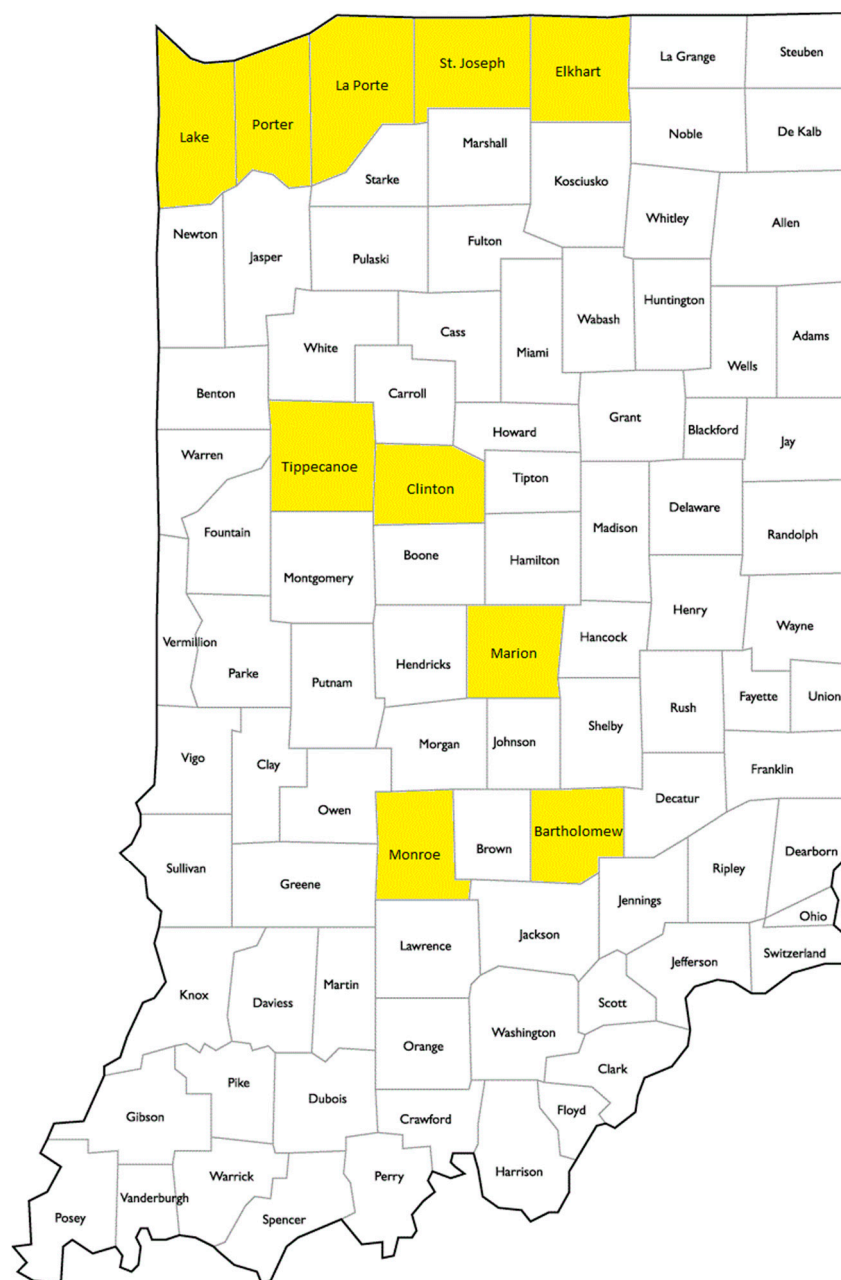 La Grange
Steuben
St. Joseph
Elkhart
La Porte
Porter
Lake
Noble
De Kalb
Marshall
Starke
Kosciusko
Whitley
Allen
Newton
Jasper
Pulaski
Fulton
Huntington
Wabash
Cass
White
Miami
Wells
Adams
Benton
Carroll
Grant
Blackford
Howard
Jay
Warren
Tippecanoe
Clinton
Tipton
Delaware
Madison
Randolph
Fountain
Boone
Hamilton
Montgomery
Henry
Wayne
Vermillion
Hancock
Marion
Hendricks
Parke
Putnam
Rush
Fayette
Union
Shelby
Morgan
Johnson
Vigo
Clay
Franklin
Owen
Decatur
Bartholomew
Brown
Monroe
Dearborn
Sullivan
Ripley
Greene
Jennings
Ohio
Jackson
Lawrence
Switzerland
Jefferson
Martin
Knox
Daviess
Scott
Washington
Orange
Clark
Pike
Dubois
Floyd
Gibson
Crawford
Harrison
Perry
Warrick
Vanderburgh
Spencer
Posey